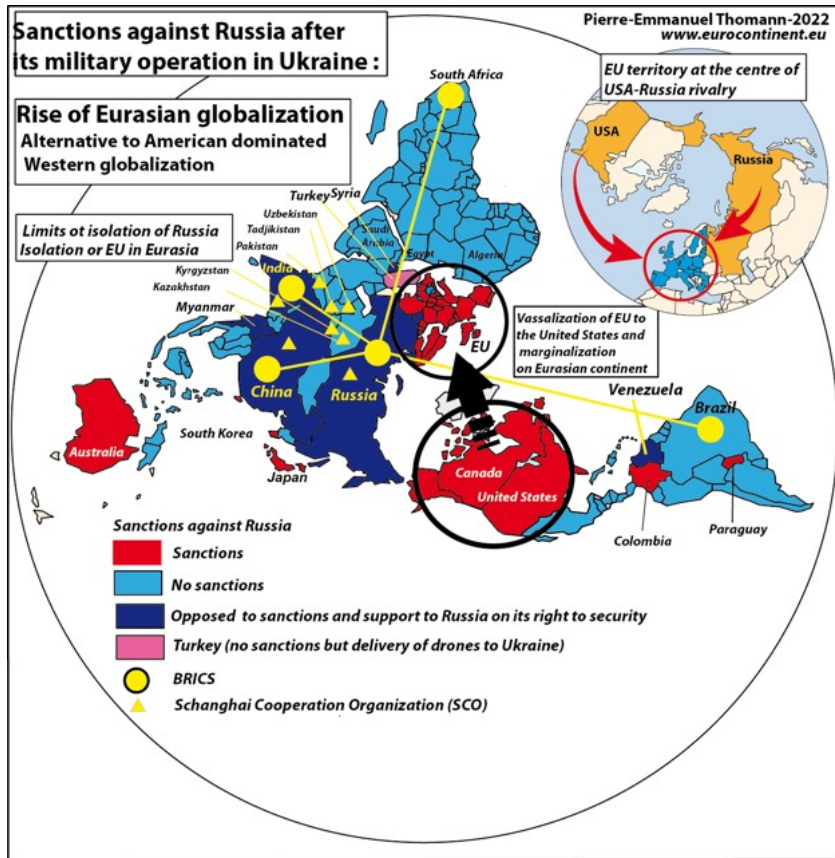 Sanctions against Russia after
its military operation in Ukraine :
Rise of Eurasian globalization
Alternative to American dominated
Western globalization
Limits ot isolation of Russia
Isolation or EU in Eurasia
Pierre-Emmanuel Thomann-2022
www.eurocontinent.eu
EU territory at the centre of
USA-Russia rivalry
USA
Russia
South Africa
Turkey
Syria
Uzbekistan
Tadjikistan
Pakistan
Kyrgyzstan
Kazakhstan
Myanmar
Saudi
Arabia
Egypt
Algeria
India
China
Russia
EU
Vassalization of EU to
the United States and
marginalization
on Eurasian continent
Venezuela
Brazil
Australia
South Korea
Japan
Canada
United States
Colombia
Paraguay
Sanctions against Russia
Sanctions
No sanctions
Opposed to sanctions and support to Russia on its right to security
Turkey (no sanctions but delivery of drones to Ukraine)
BRICS
Schanghai Cooperation Organization (SCO)